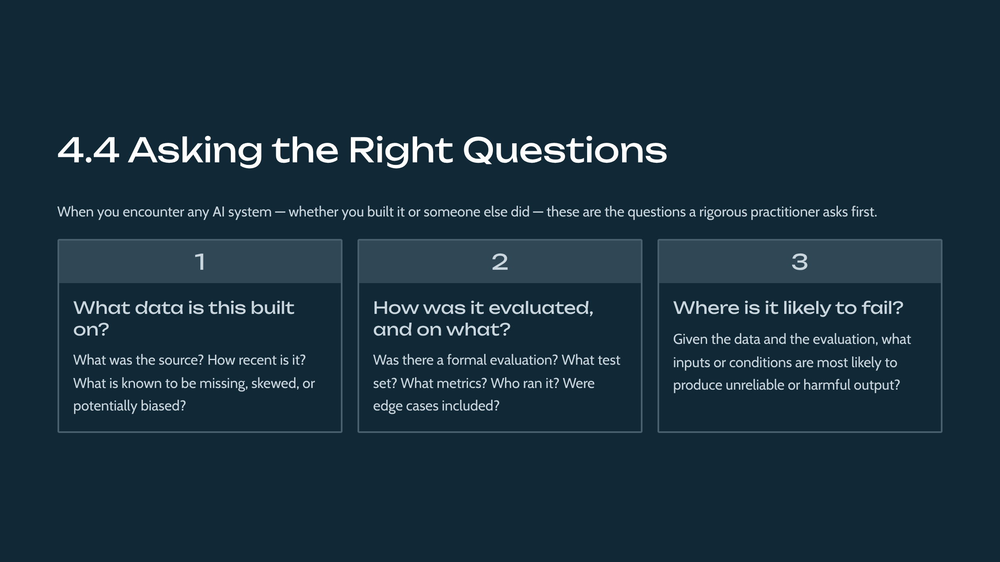 4.4 Asking the Right Questions
When you encounter any AI system — whether you built it or someone else did — these are the questions a rigorous practitioner asks first.
1
What data is this built
on?
What was the source? How recent is it?
What is known to be missing, skewed, or
potentially biased?
2
How was it evaluated,
and on what?
Was there a formal evaluation? What test
set? What metrics? Who ran it? Were
edge cases included?
3
Where is it likely to fail?
Given the data and the evaluation, what
inputs or conditions are most likely to
produce unreliable or harmful output?